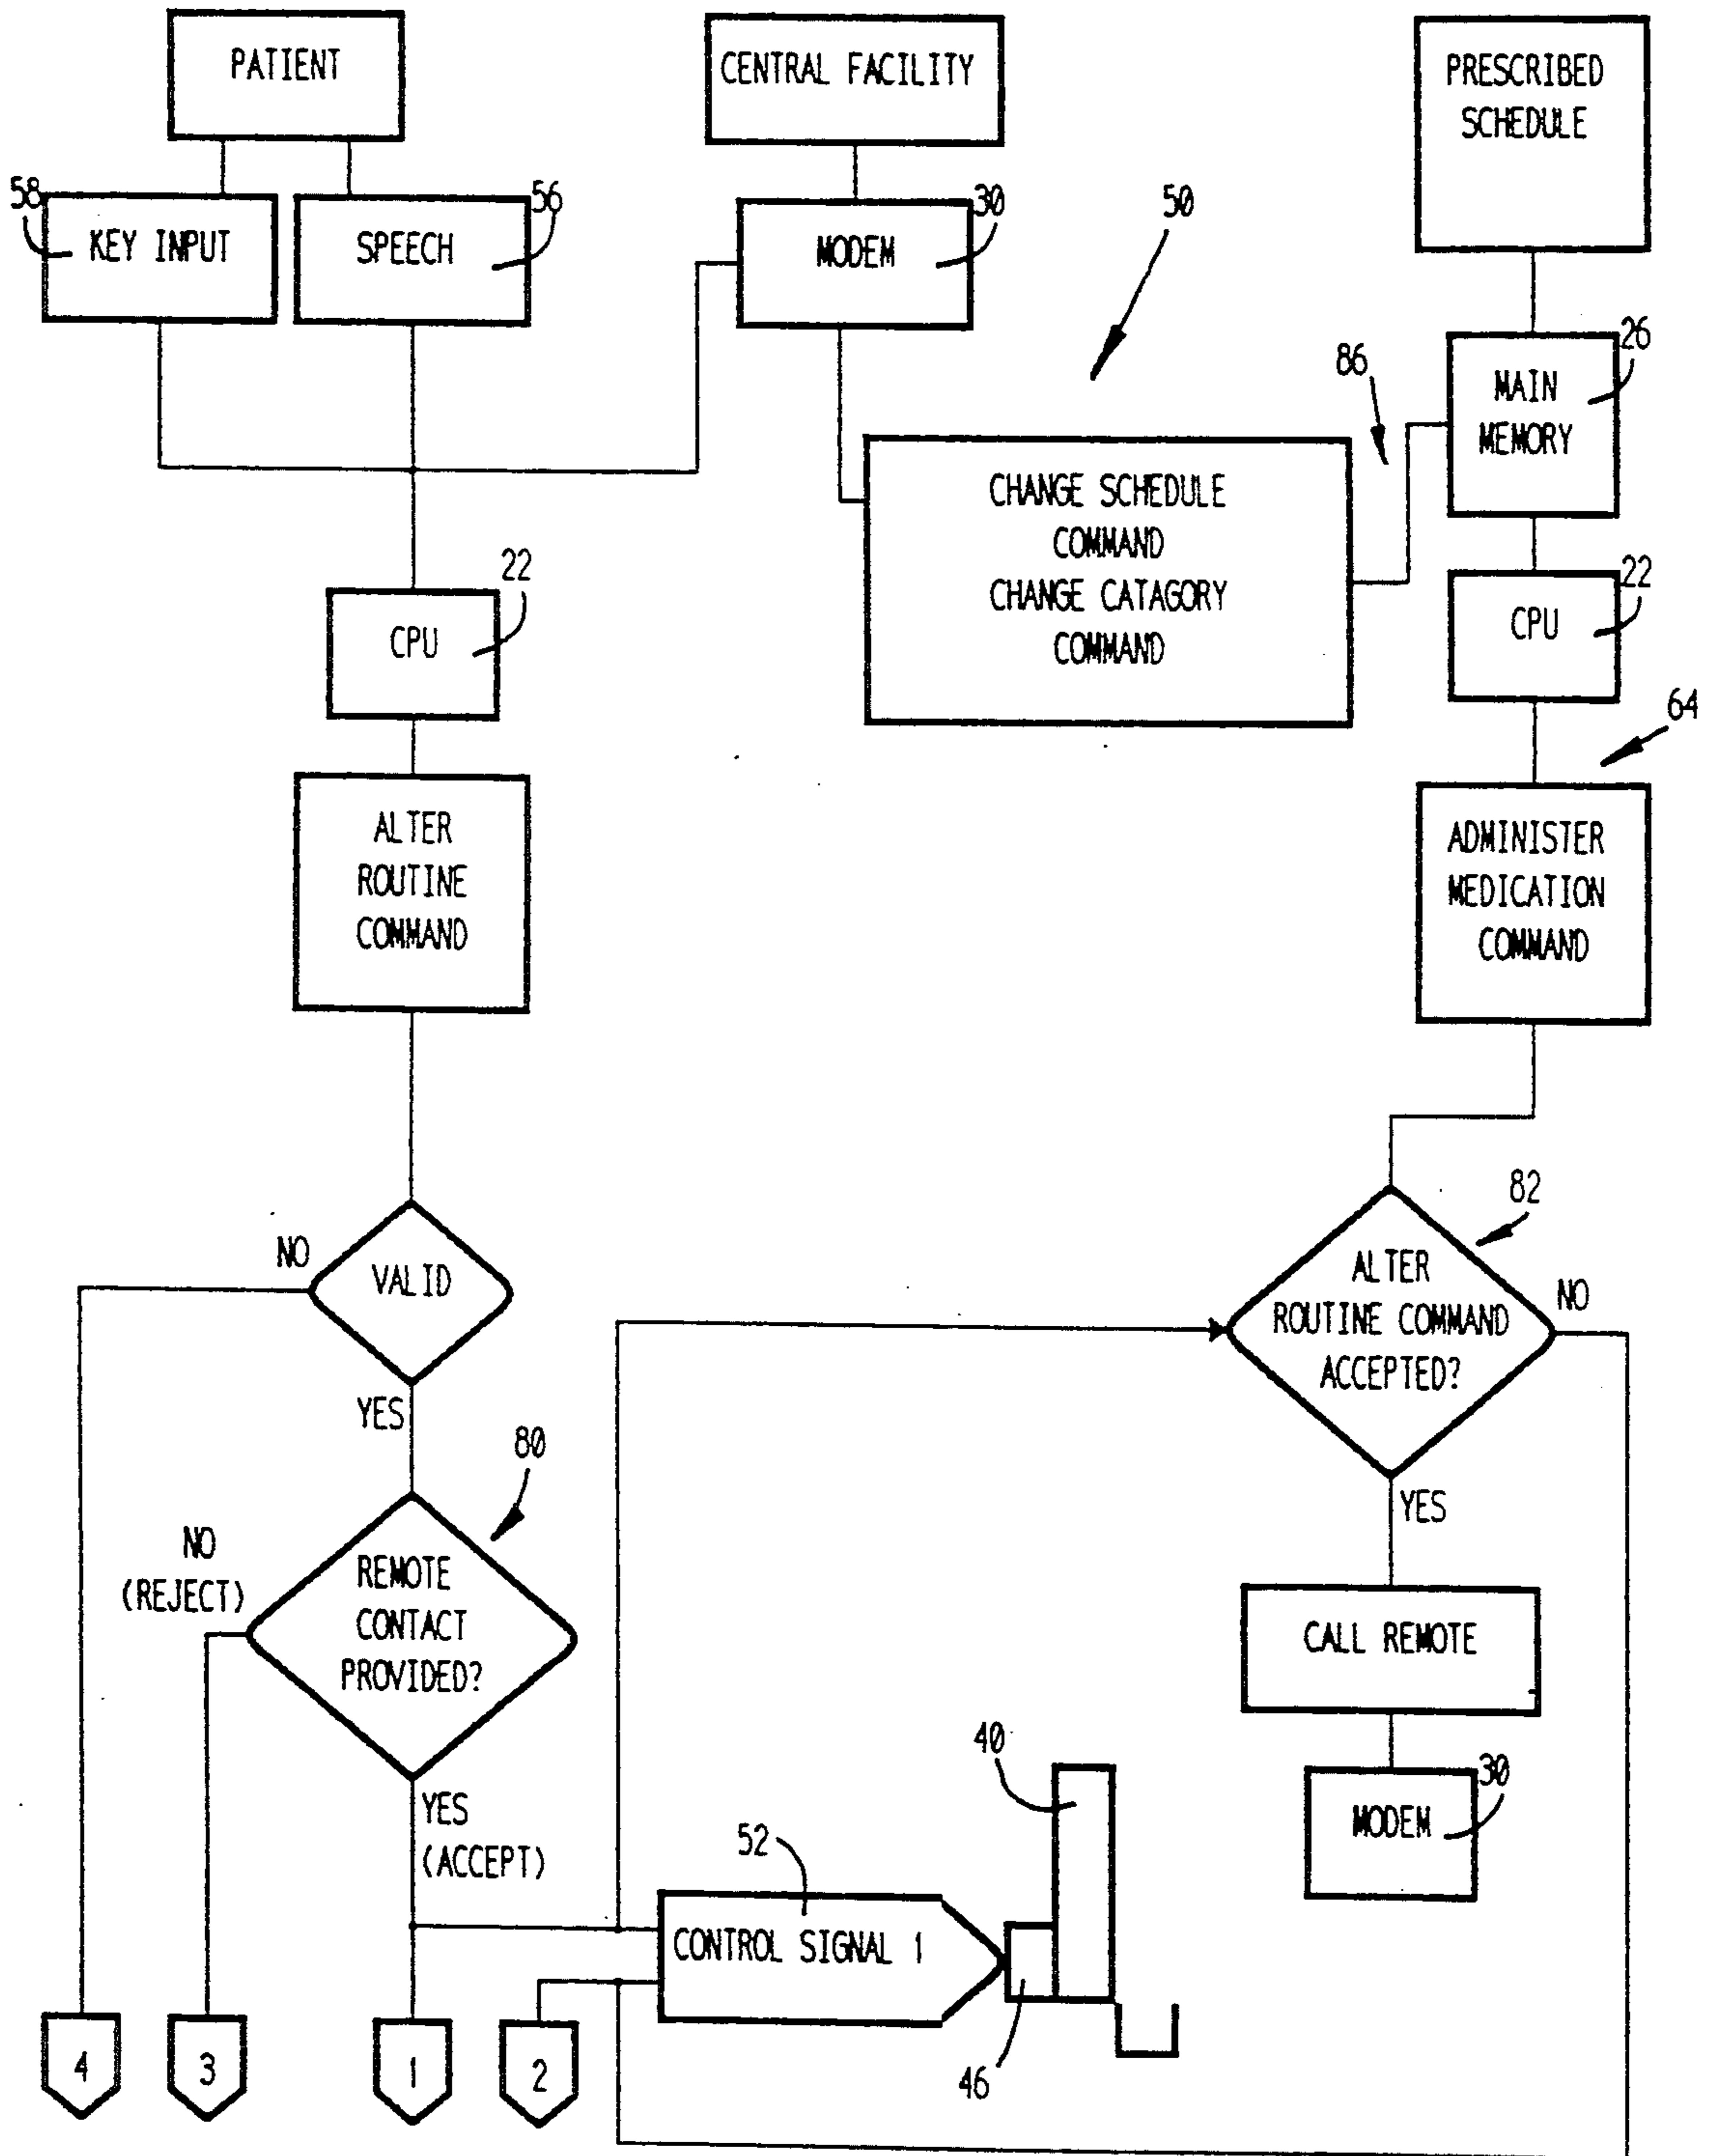 PATIENT
CENTRAL FACILITY
PRESCRIBED
SCHEDULE
58
KEY INPUT
56
SPEECH
30
MODEM
50
86
26
MAIN
MEMORY
CHANGE SCHEDULE
COMMAND
CHANGE CATAGORY
COMMAND
22
CPU
22
CPU
64
ALTER
ROUTINE
COMMAND
ADMINISTER
MEDICATION
COMMAND
NO
VALID
YES
82
ALTER
ROUTINE COMMAND
ACCEPTED?
NO
YES
80
NO
(REJECT)
REMOTE
CONTACT
PROVIDED?
YES
(ACCEPT)
CALL REMOTE
30
MODEM
40
52
CONTROL SIGNAL 1
46
4
3
1
2